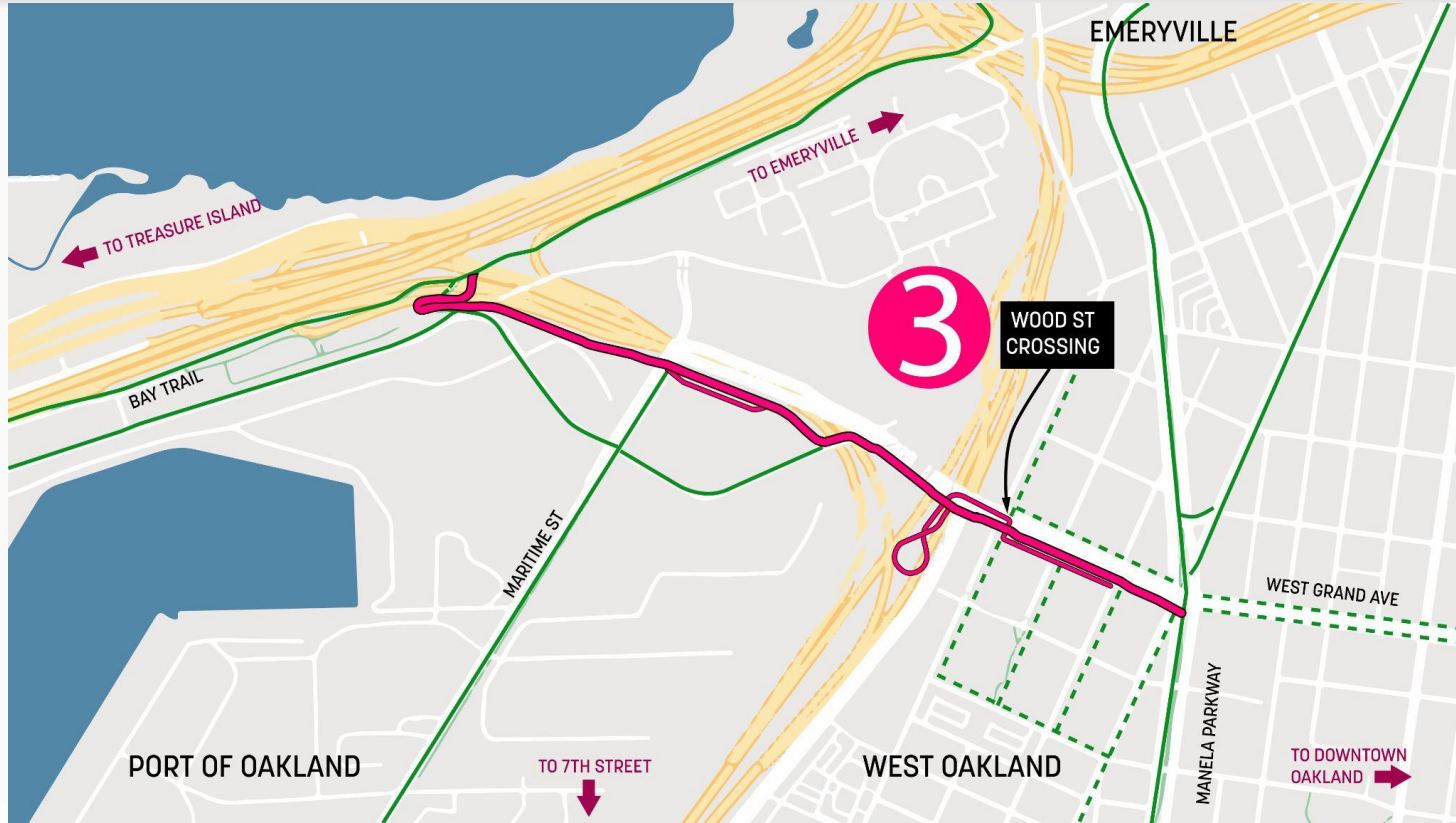 EMERYVILLE
TO EMERYVILLE
TO TREASURE ISLAND
3
WOOD ST
CROSSING
BAY TRAIL
MARITIME ST
WEST GRAND AVE
MANELA PARKWAY
PORT OF OAKLAND
TO 7TH STREET
WEST OAKLAND
TO DOWNTOWN
OAKLAND